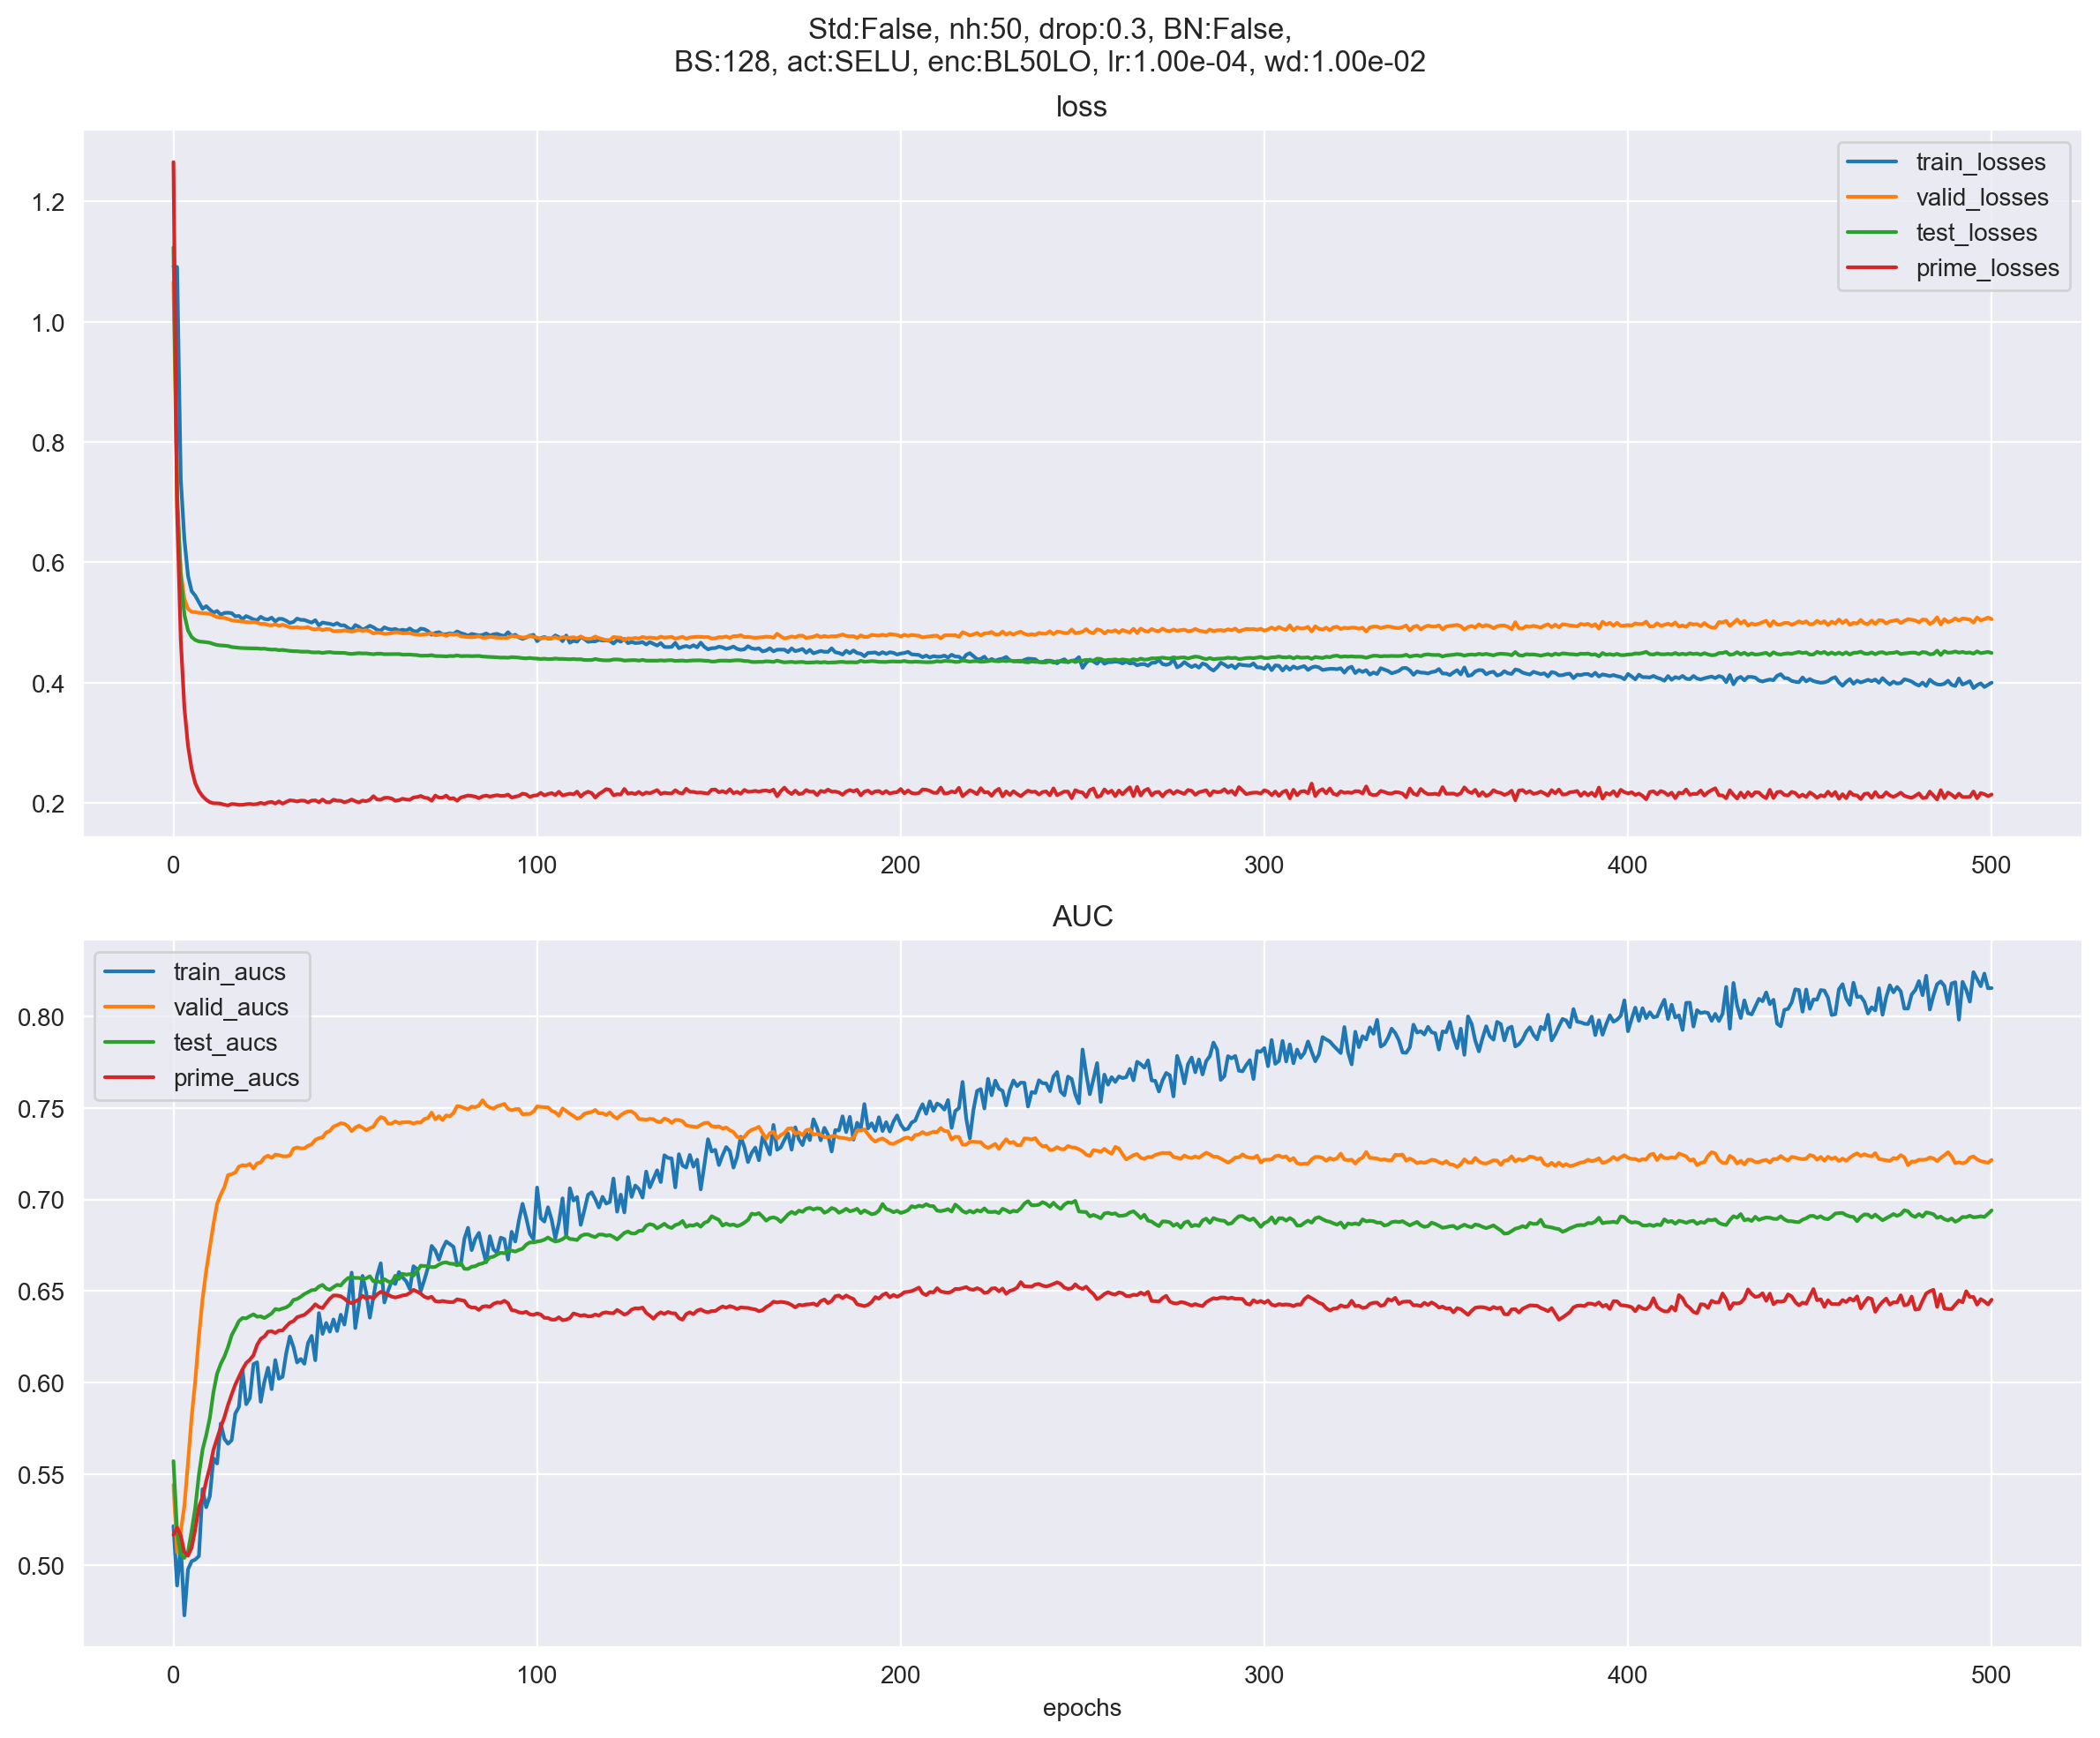 Std:False, nh:50, drop:0.3, BN:False,
BS:128, act:SELU, enc:BL50LO, lr:1.00e-04, wd:1.00e-02
loss
train_losses
valid_losses
test_losses
prime_losses
1.2
1.0
0.8
0.6
0.4
0.2
0 100 200 300 400 500
AUC
train_aucs
valid_aucs
test_aucs
prime_aucs
0.80
0.75
0.70
0.65
0.60
0.55
0.50
0 100 200 300 400 500
epochs